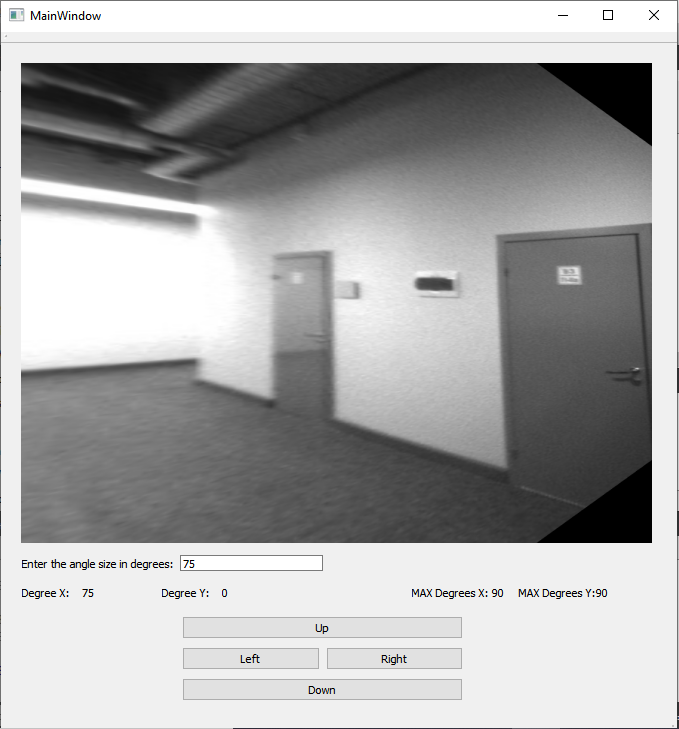 MainWindow
Enter the angle size in degrees: 75
Degree X: 75 Degree Y: 0 MAX Degrees X: 90 MAX Degrees Y:90
Up
Left Right
Down